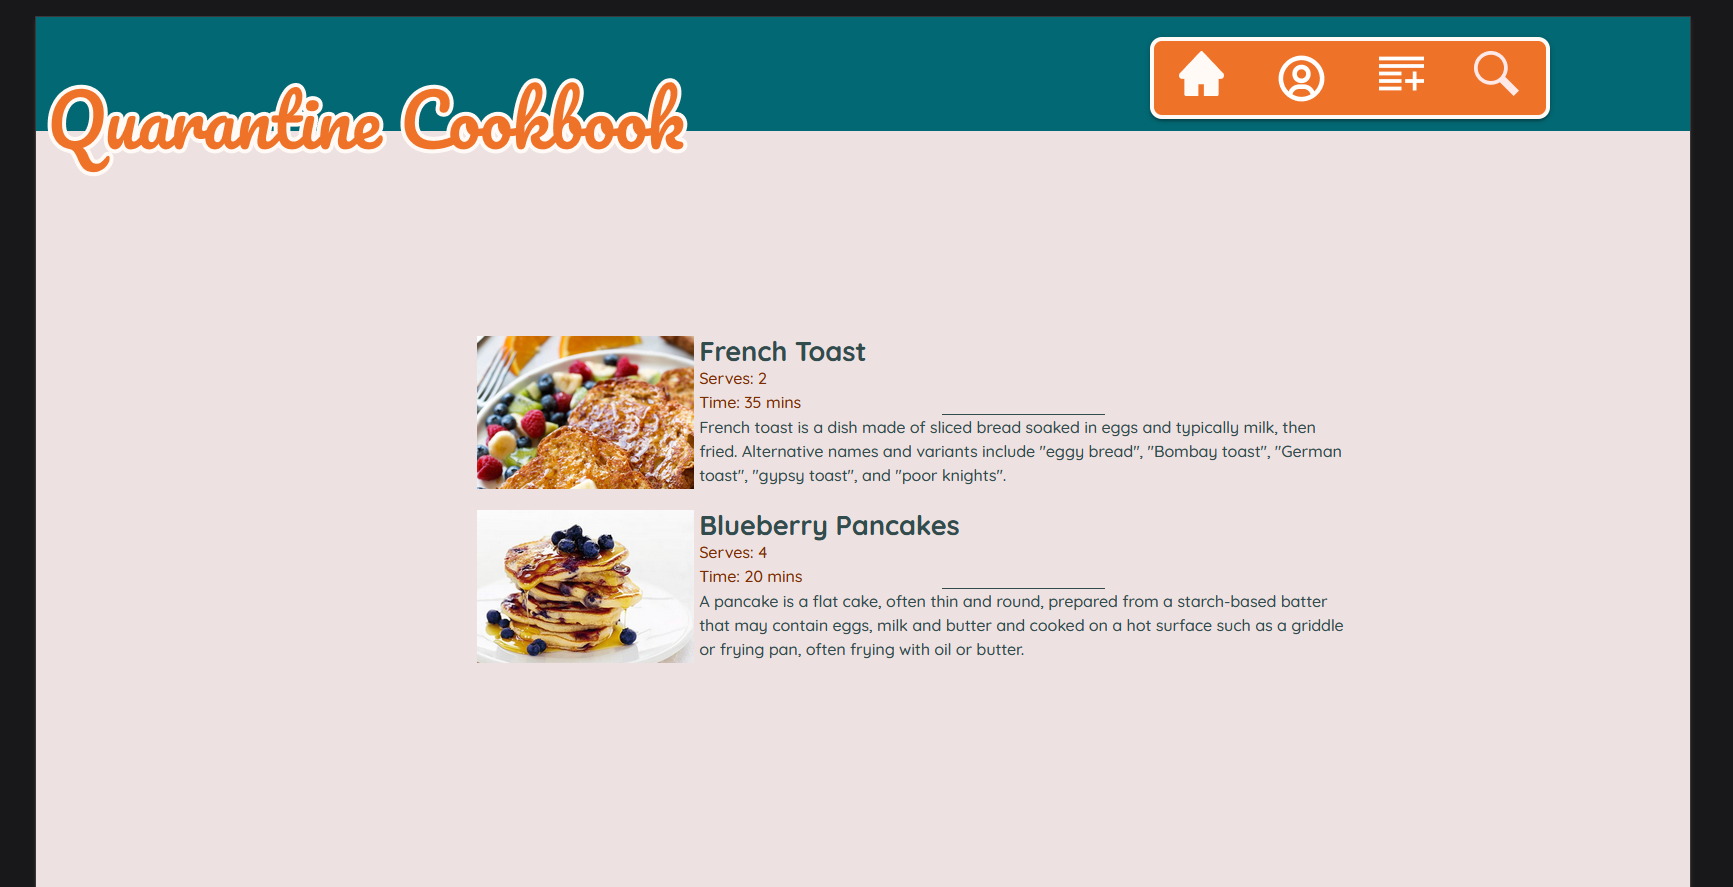 Quarantine Cookbook
French Toast
Serves: 2
Time: 35 mins
French toast is a dish made of sliced bread soaked in eggs and typically milk, then
fried. Alternative names and variants include "eggy bread", "Bombay toast", "German
toast", "gypsy toast", and "poor knights".
Blueberry Pancakes
Serves: 4
Time: 20 mins
A pancake is a flat cake, often thin and round, prepared from a starch-based batter
that may contain eggs, milk and butter and cooked on a hot surface such as a griddle
or frying pan, often frying with oil or butter.